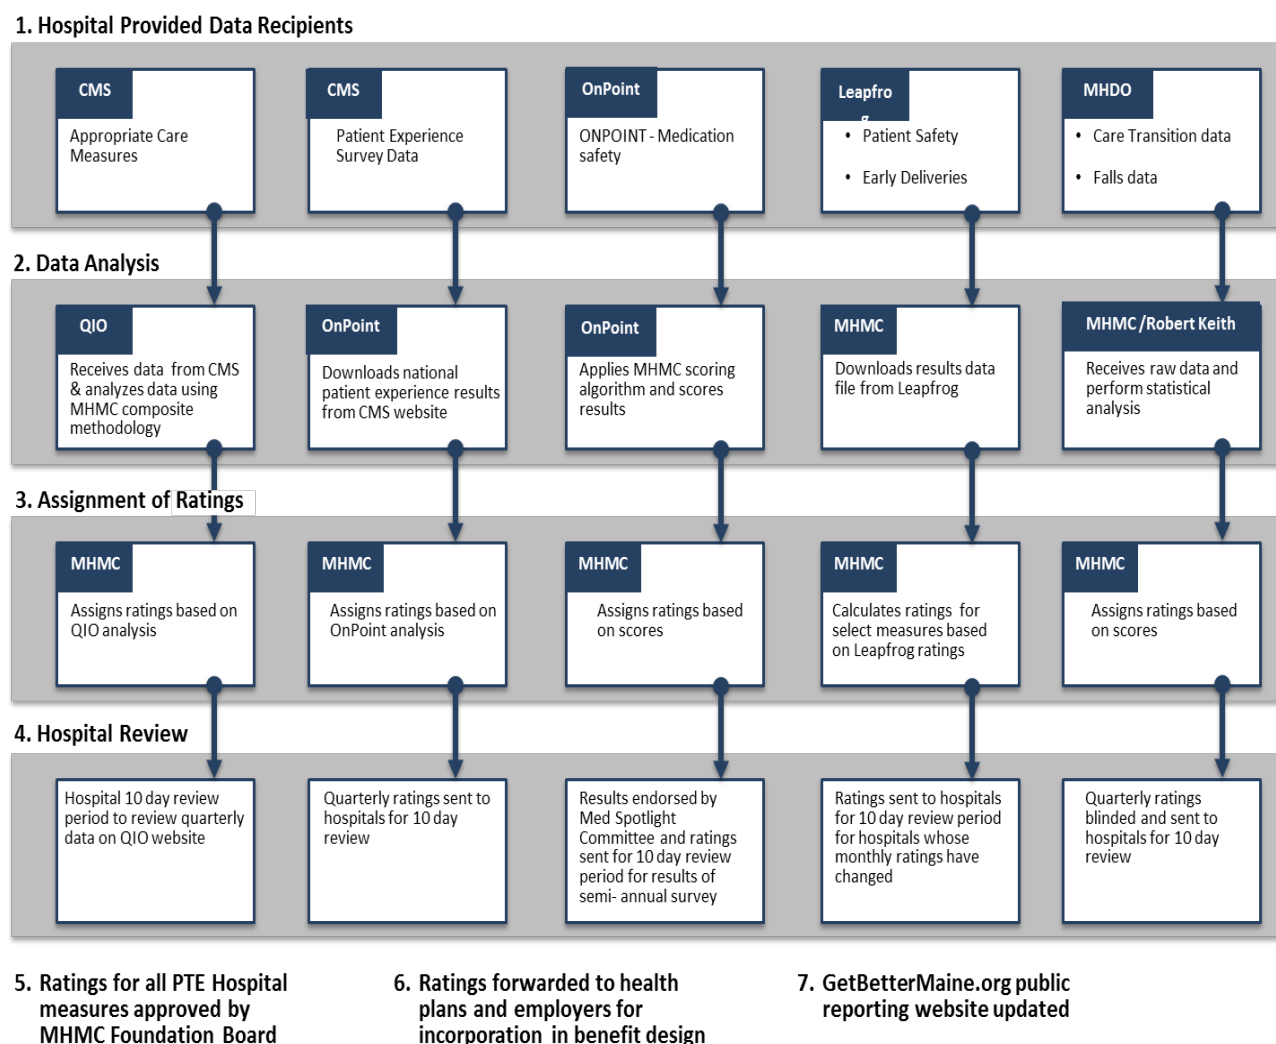 1. Hospital Provided Data Recipients
CMS
Appropriate Care
Measures
CMS
Patient Experience
Survey Data
OnPoint
ONPOINT - Medication
safety
Leapfrog
• Patient Safety
• Early Deliveries
MHDO
• Care Transition data
• Falls data
2. Data Analysis
QIO
Receives data from CMS
& analyzes data using
MHMC composite
methodology
OnPoint
Downloads national
patient experience results
from CMS website
OnPoint
Applies MHMC scoring
algorithm and scores
results
MHMC
Downloads results data
file from Leapfrog
MHMC /Robert Keith
Receives raw data and
perform statistical
analysis
3. Assignment of Ratings
MHMC
Assigns ratings based on
QIO analysis
MHMC
Assigns ratings based on
OnPoint analysis
MHMC
Assigns ratings based
on scores
MHMC
Calculates ratings for
select measures based
on Leapfrog ratings
MHMC
Assigns ratings based
on scores
4. Hospital Review
Hospital 10 day review
period to review quarterly
data on QIO website
Quarterly ratings sent to
hospitals for 10 day
review
Results endorsed by
Med Spotlight
Committee and ratings
sent for 10 day review
period for results of
semi- annual survey
Ratings sent to hospitals
for 10 day review period
for hospitals whose
monthly ratings have
changed
Quarterly ratings
blinded and sent to
hospitals for 10 day
review
5. Ratings for all PTE Hospital
measures approved by
MHMC Foundation Board
6. Ratings forwarded to health
plans and employers for
incorporation in benefit design
7. GetBetterMaine.org public
reporting website updated